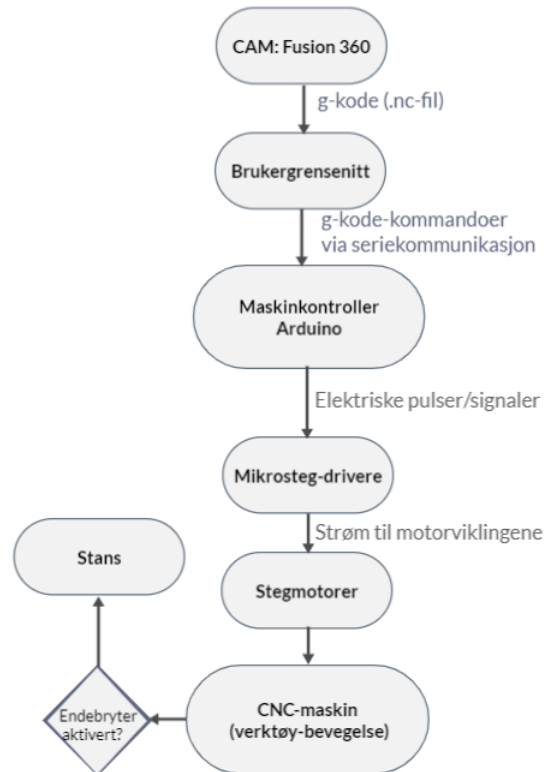 CAM: Fusion 360
g-kode (.nc-fil)
Brukergrensenitt
g-kode-kommandoer
via seriekommunikasjon
Maskinkontroller
Arduino
Elektriske pulser/signaler
Mikrosteg-drivere
Strøm til motorviklingene
Stans
Stegmotorer
Endebryter
aktivert?
CNC-maskin
(verktøy-bevegelse)